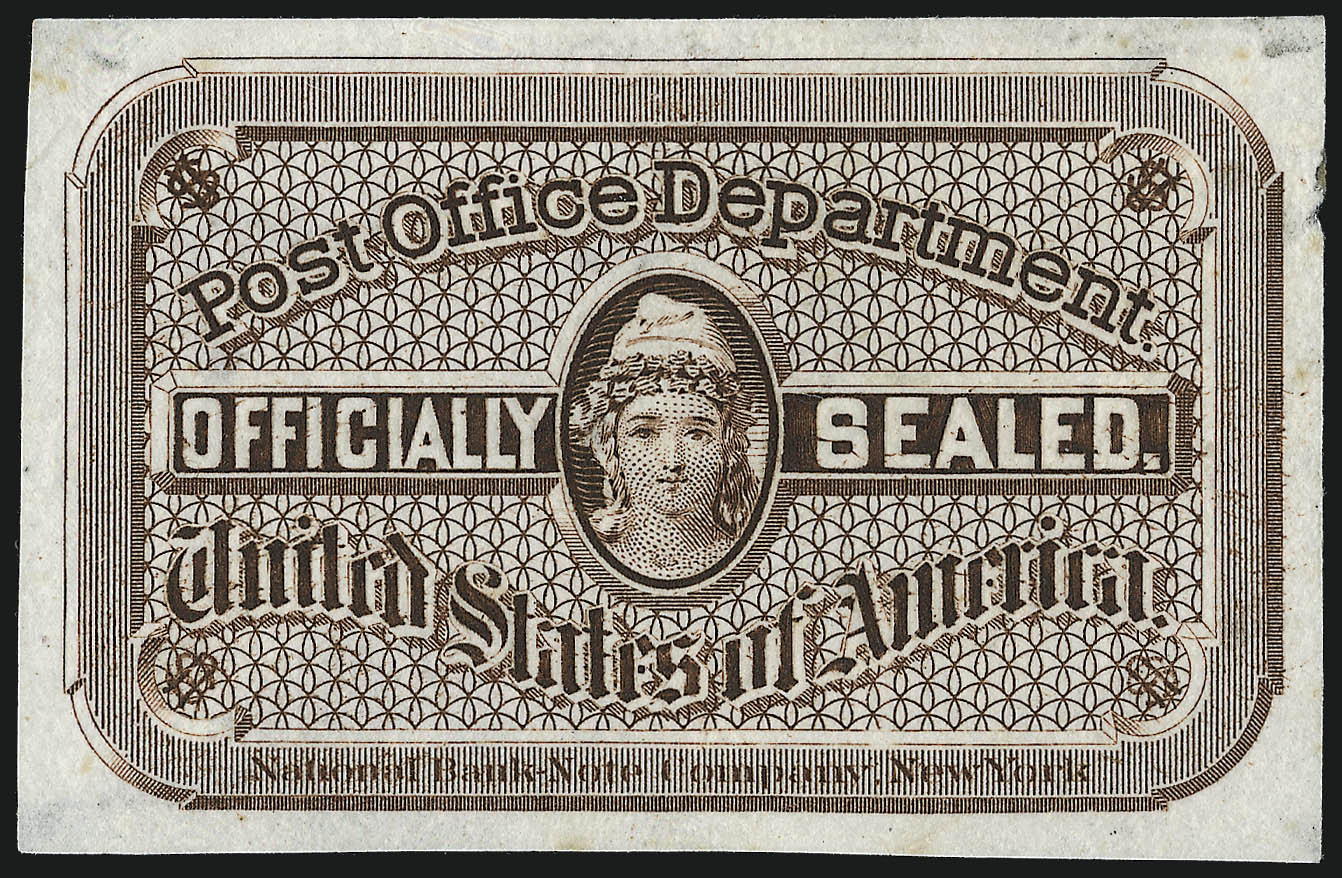 Post Office Department.
OFFICIALLY SEALED.
United States of America.
National Bank-Note Company. New York